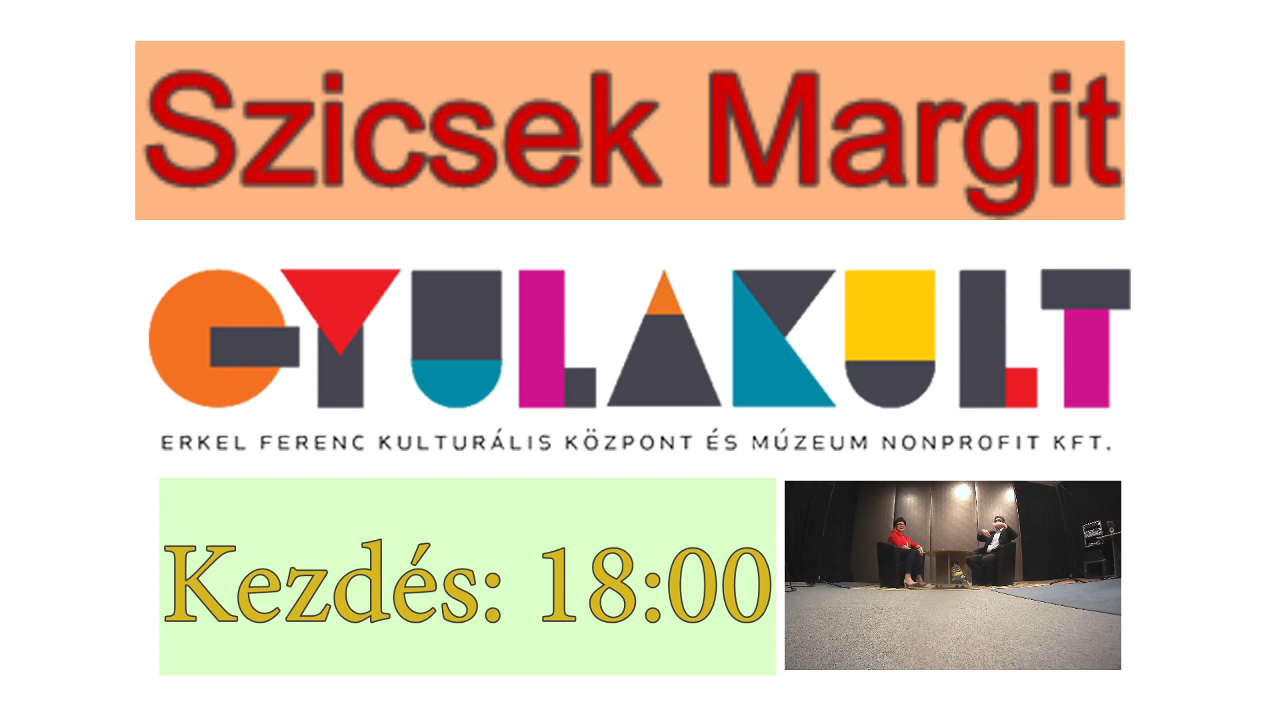 Szicsek Margit
GYULAKULT
ERKEL FERENC KULTURÁLIS KÖZPONT ÉS MÚZEUM NONPROFIT KFT.
Kezdés: 18:00